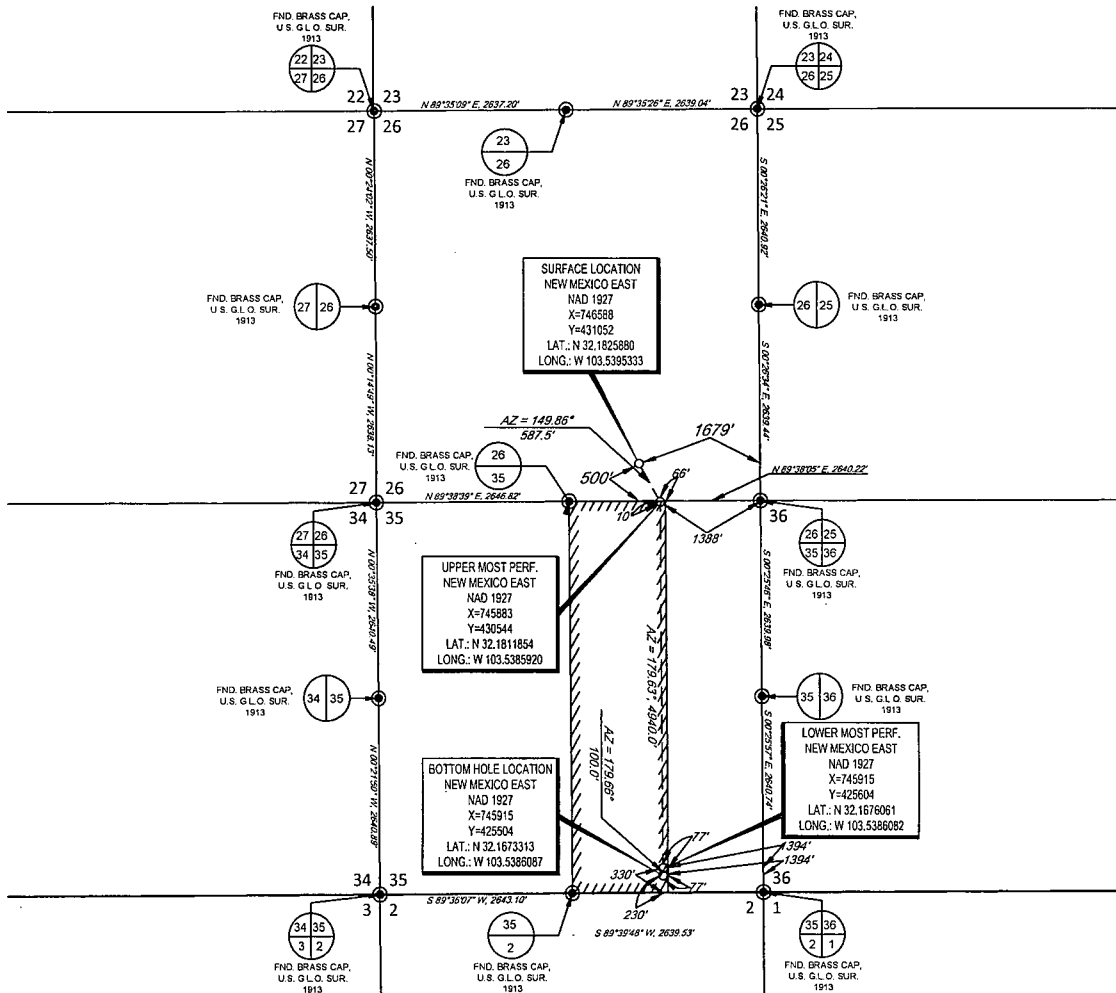 FND. BRASS CAP,
U.S. G.L.O. SUR.
1913
22 23
27 26
22 23
27 26
N 89°35'09" E, 2637.20'
23
26
FND. BRASS CAP,
U.S. G.L.O. SUR.
1913
N 89°35'26" E, 2639.04'
FND. BRASS CAP,
U.S. G.L.O. SUR.
1913
23 24
26 25
23 24
26 25
N 00°24'02" W, 2637.50'
S 00°26'21" E, 2640.92'
FND. BRASS CAP,
U.S. G.L.O. SUR.
1913
27 26
SURFACE LOCATION
NEW MEXICO EAST
NAD 1927
X=746588
Y=431052
LAT.: N 32.1825880
LONG.: W 103.5395333
26 25
FND. BRASS CAP,
U.S. G.L.O. SUR.
1913
N 00°14'49" W, 2638.13'
S 00°26'34" E, 2639.44'
AZ = 149.86°
587.5'
1679'
FND. BRASS CAP,
U.S. G.L.O. SUR.
1913
26
35
500'
66'
10'
1388'
N 89°38'05" E, 2640.22'
27 26
34 35
N 89°38'39" E, 2646.82'
36
27 26
34 35
FND. BRASS CAP,
U.S. G.L.O. SUR.
1913
26 25
35 36
FND. BRASS CAP,
U.S. G.L.O. SUR.
1913
UPPER MOST PERF.
NEW MEXICO EAST
NAD 1927
X=745883
Y=430544
LAT.: N 32.1811854
LONG.: W 103.5385920
N 00°35'38" W, 2640.49'
AZ = 179.63°, 4940.0'
S 00°25'46" E, 2639.98'
FND. BRASS CAP,
U.S. G.L.O. SUR.
1913
34 35
35 36
FND. BRASS CAP,
U.S. G.L.O. SUR.
1913
AZ = 179.66°
100.0'
BOTTOM HOLE LOCATION
NEW MEXICO EAST
NAD 1927
X=745915
Y=425504
LAT.: N 32.1673313
LONG.: W 103.5386087
LOWER MOST PERF.
NEW MEXICO EAST
NAD 1927
X=745915
Y=425604
LAT.: N 32.1676061
LONG.: W 103.5386082
N 00°21'50" W, 2640.89'
S 00°25'57" E, 2640.74'
77'
1394'
1394'
330'
77'
230'
34 35
3 2
S 89°36'07" W, 2643.10'
S 89°39'48" W, 2639.53'
36
2 1
34 35
3 2
FND. BRASS CAP,
U.S. G.L.O. SUR.
1913
35
2
FND. BRASS CAP,
U.S. G.L.O. SUR.
1913
35 36
2 1
FND. BRASS CAP,
U.S. G.L.O. SUR.
1913